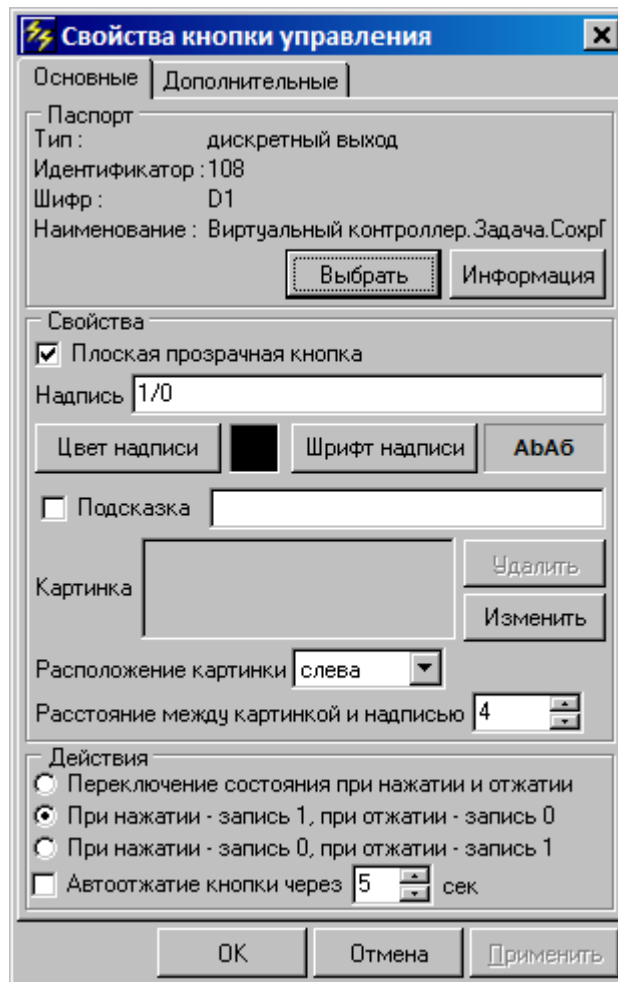 Свойства кнопки управления
Основные Дополнительные
Паспорт
Тип : дискретный выход
Идентификатор : 108
Шифр : D1
Наименование : Виртуальный контроллер.Задача.СохрГ
Выбрать Информация
Свойства
Плоская прозрачная кнопка
Надпись 1/0
Цвет надписи Шрифт надписи AbAб
Подсказка
Картинка
Удалить
Изменить
Расположение картинки слева
Расстояние между картинкой и надписью 4
Действия
Переключение состояния при нажатии и отжатии
При нажатии - запись 1, при отжатии - запись 0
При нажатии - запись 0, при отжатии - запись 1
Автоотжатие кнопки через 5 сек
OK Отмена Применить